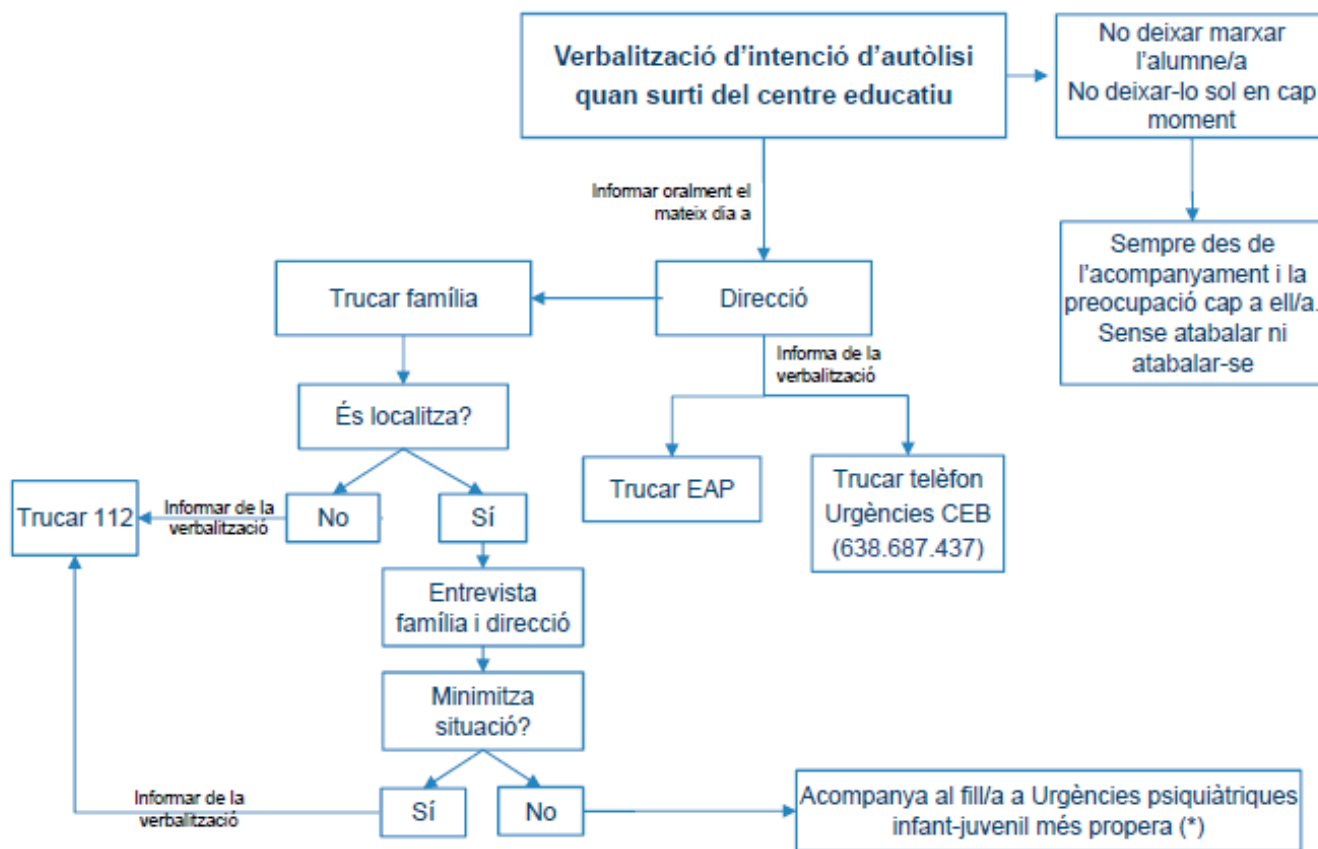 Verbalització d'intenció d'autòlisi
quan surti del centre educatiu
No deixar marxar
l'alumne/a
No deixar-lo sol en cap
moment
Informar oralment el
mateix dia a
Sempre des de
l'acompanyament i la
preocupació cap a ell/a.
Sense atabalar ni
atabalar-se
Trucar família
Direcció
Informa de la
verbalització
És localitza?
Trucar EAP
Trucar telèfon
Urgències CEB
(638.687.437)
Trucar 112
Informar de la
verbalització
No
Sí
Entrevista
família i direcció
Minimitza
situació?
Informar de la
verbalització
Sí
No
Acompanya al fill/a a Urgències psiquiàtriques
infant-juvenil més propera (*)